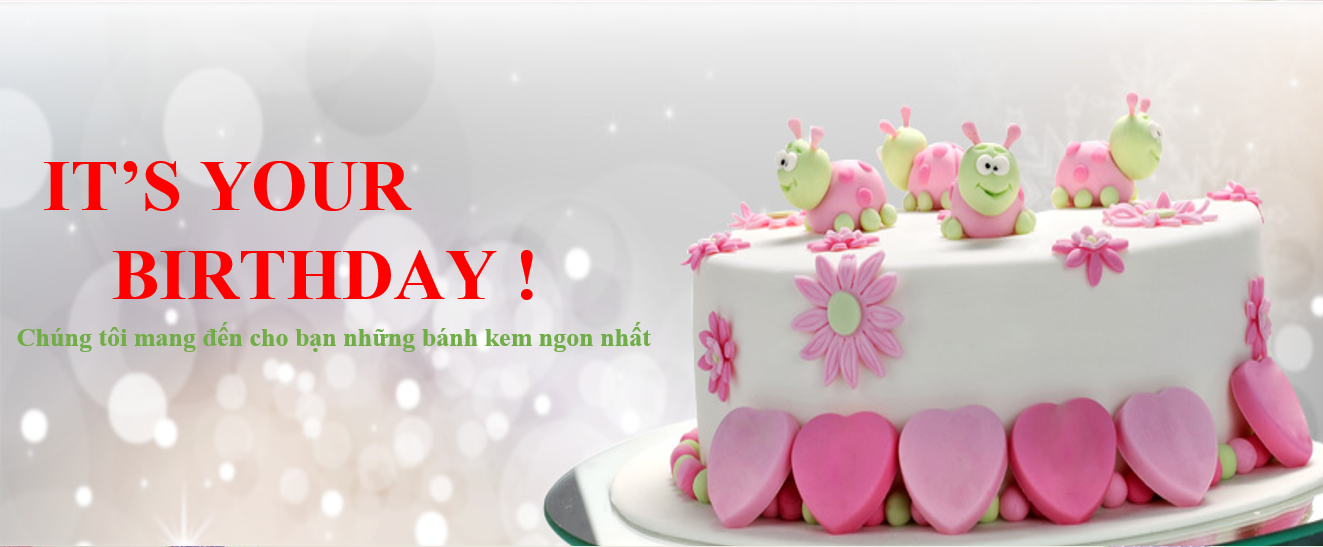 IT’S YOUR
BIRTHDAY !
Chúng tôi mang đến cho bạn những bánh kem ngon nhất